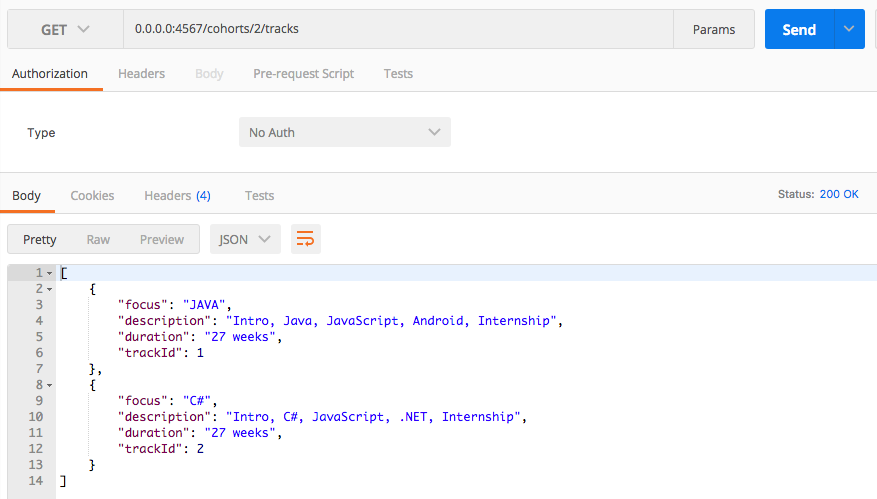 GET 0.0.0.0:4567/cohorts/2/tracks Params Send
Authorization Headers Body Pre-request Script Tests
Type No Auth
Body Cookies Headers (4) Tests Status: 200 OK
Pretty Raw Preview JSON
1 [
2 {
3 "focus": "JAVA",
4 "description": "Intro, Java, JavaScript, Android, Internship",
5 "duration": "27 weeks",
6 "trackId": 1
7 },
8 {
9 "focus": "C#",
10 "description": "Intro, C#, JavaScript, .NET, Internship",
11 "duration": "27 weeks",
12 "trackId": 2
13 }
14 ]